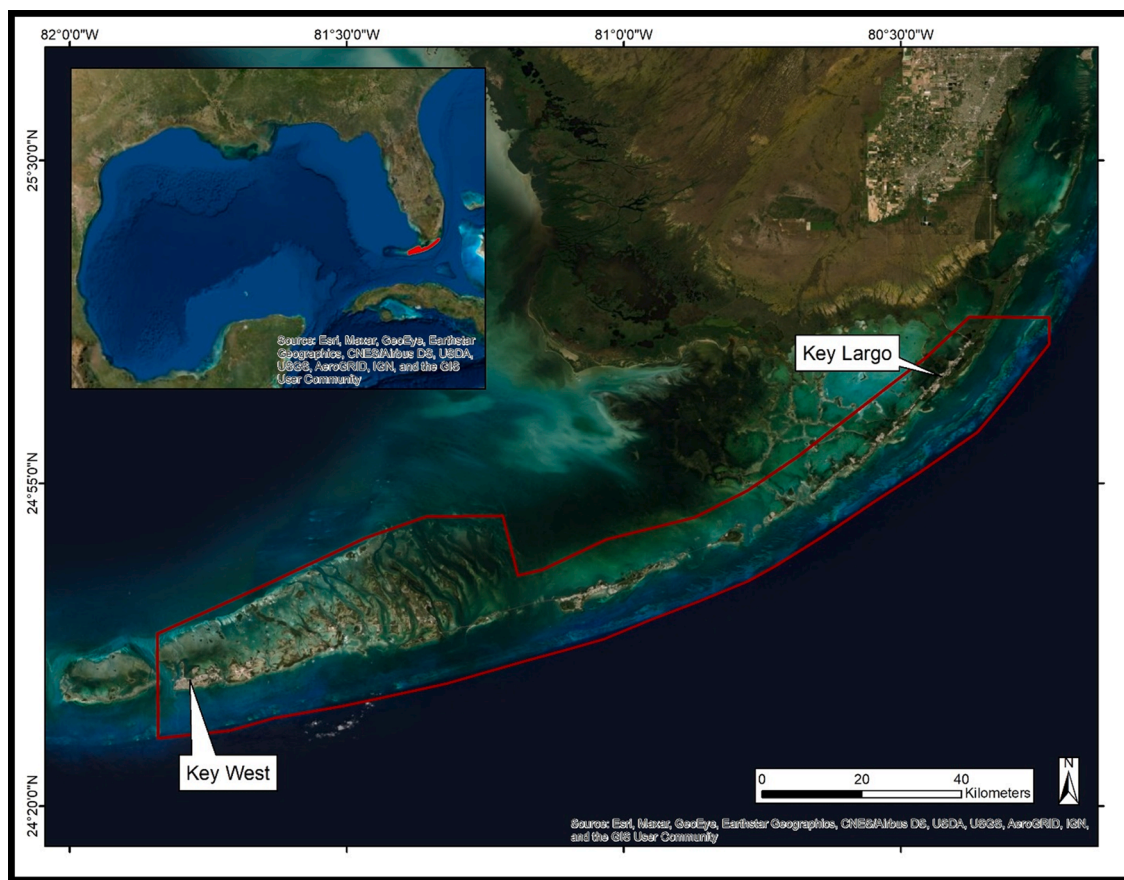 82°0'0"W
81°30'0"W
81°0'0"W
80°30'0"W
25°30'0"N
24°55'0"N
24°20'0"N
Source: Esri, Maxar, GeoEye, Earthstar
Geographics, CNES/Airbus DS, USDA,
USGS, AeroGRID, IGN, and the GIS
User Community
Key Largo
Key West
0 20 40
Kilometers
N
Source: Esri, Maxar, GeoEye, Earthstar Geographics, CNES/Airbus DS, USDA, USGS, AeroGRID, IGN,
and the GIS User Community